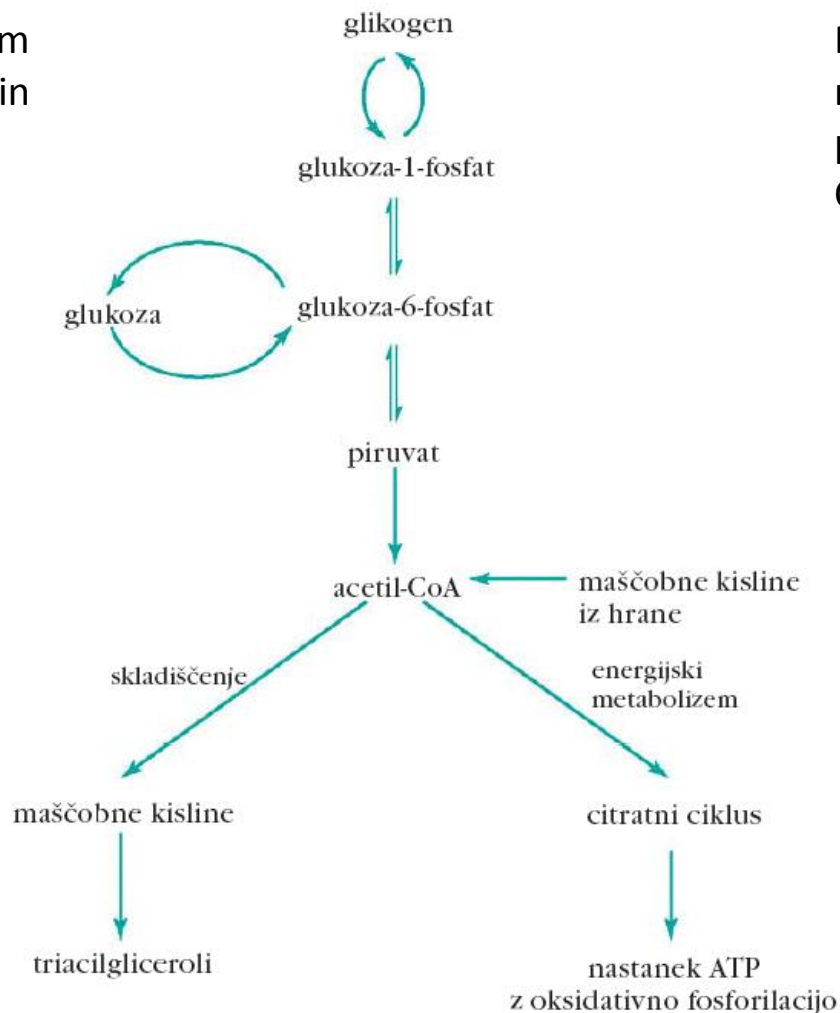 glikogen
m
in
glukoza-1-fosfat
glukoza
glukoza-6-fosfat
piruvat
acetil-CoA
maščobne kisline
iz hrane
skladiščenje
energijski
metabolizem
maščobne kisline
citratni ciklus
triacilgliceroli
nastanek ATP
z oksidativno fosforilacijo